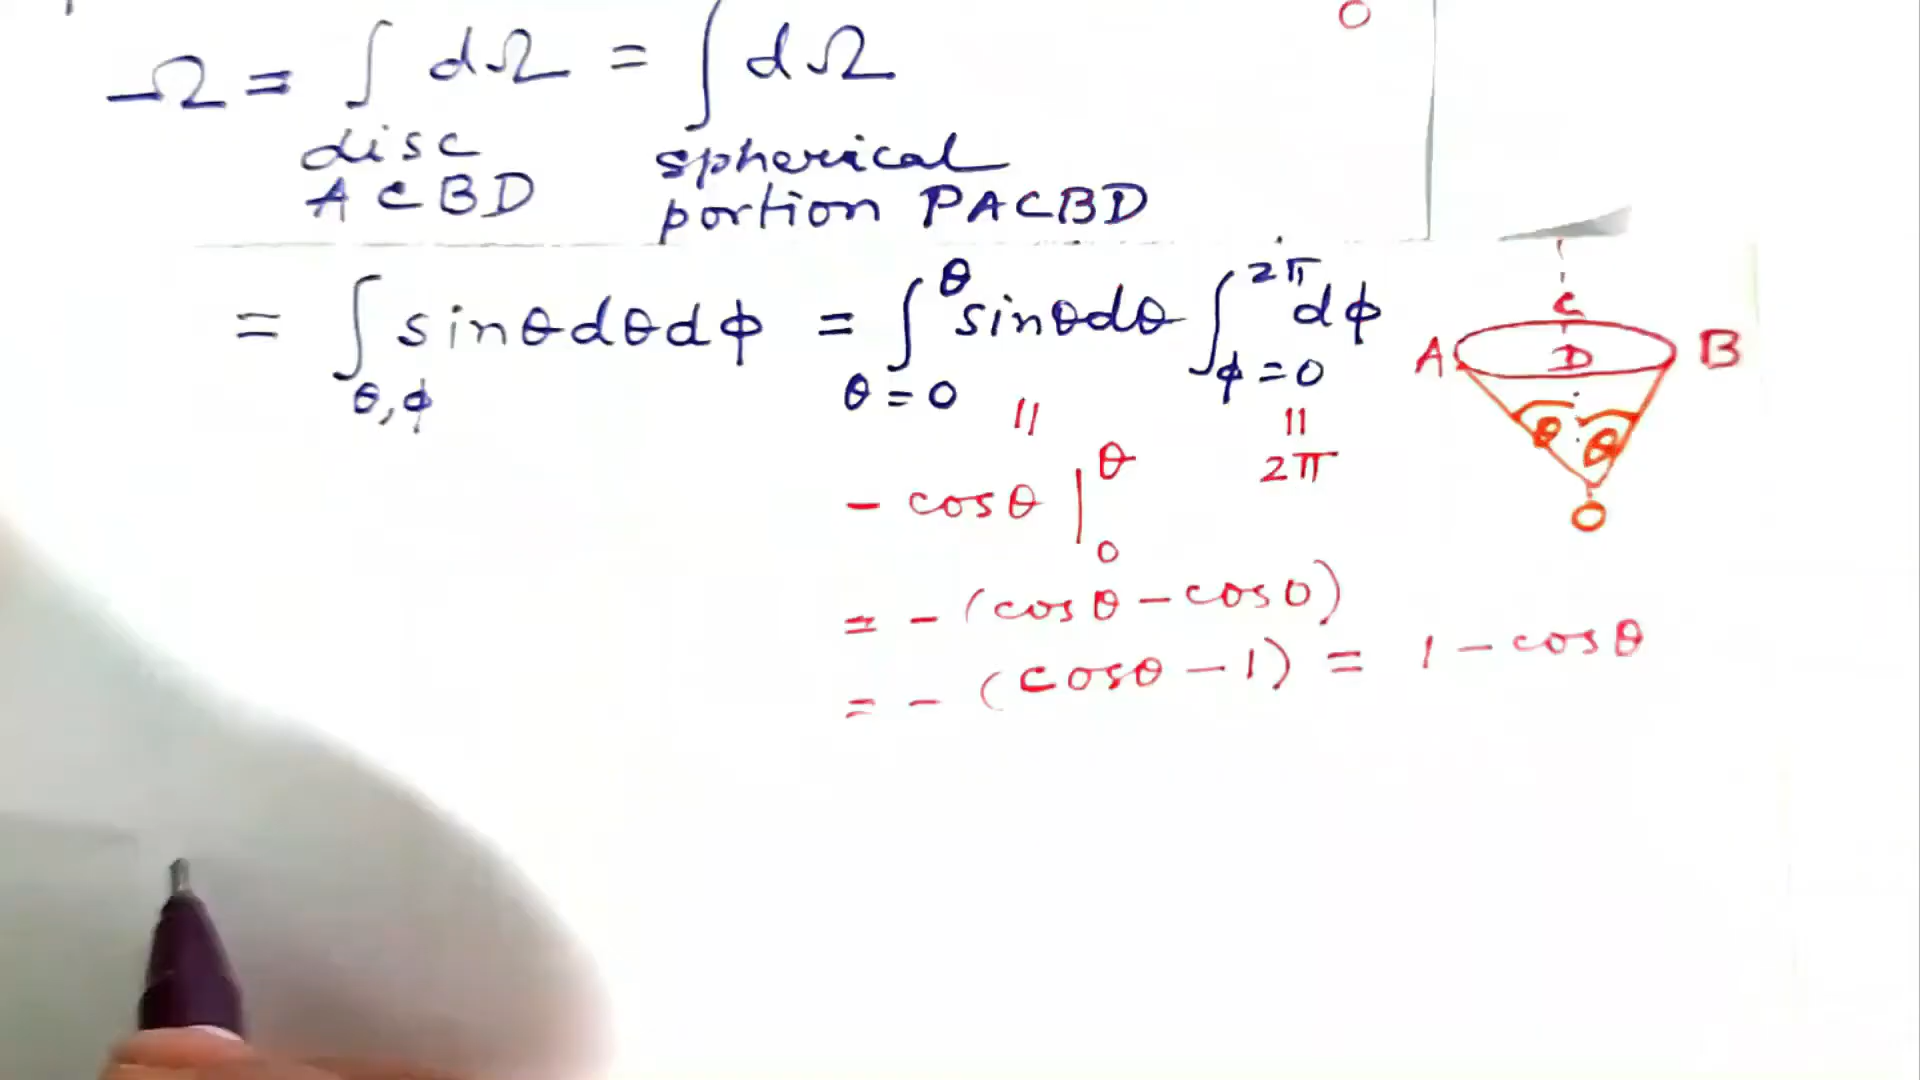 O
Ω = ∫ dΩ = ∫ dΩ
disc spherical
ACBD portion PACBD
= ∫ sinθdθdϕ = ∫ θ sinθdθ ∫ 2π dϕ
θ,ϕ θ = 0 ϕ = 0
C
A D B
θ θ
O
|| ||
- cosθ | θ 0 2π
= - (cosθ - cos0)
= - (cosθ - 1) = 1 - cosθ